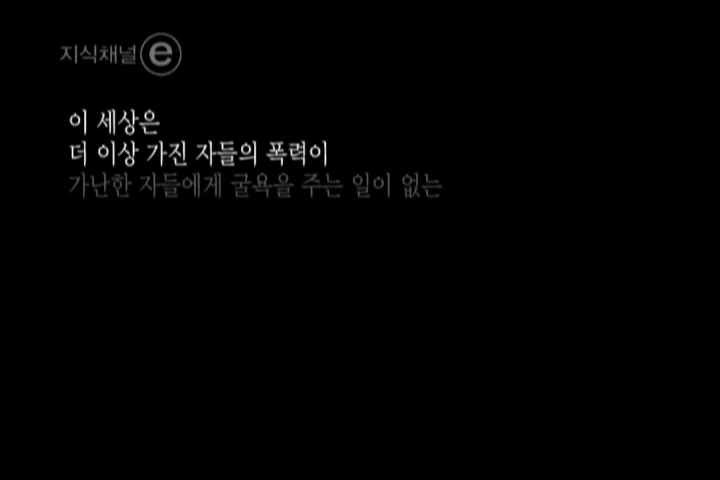 지식채널 e
이 세상은
더 이상 가진 자들의 폭력이
가난한 자들에게 굴욕을 주는 일이 없는